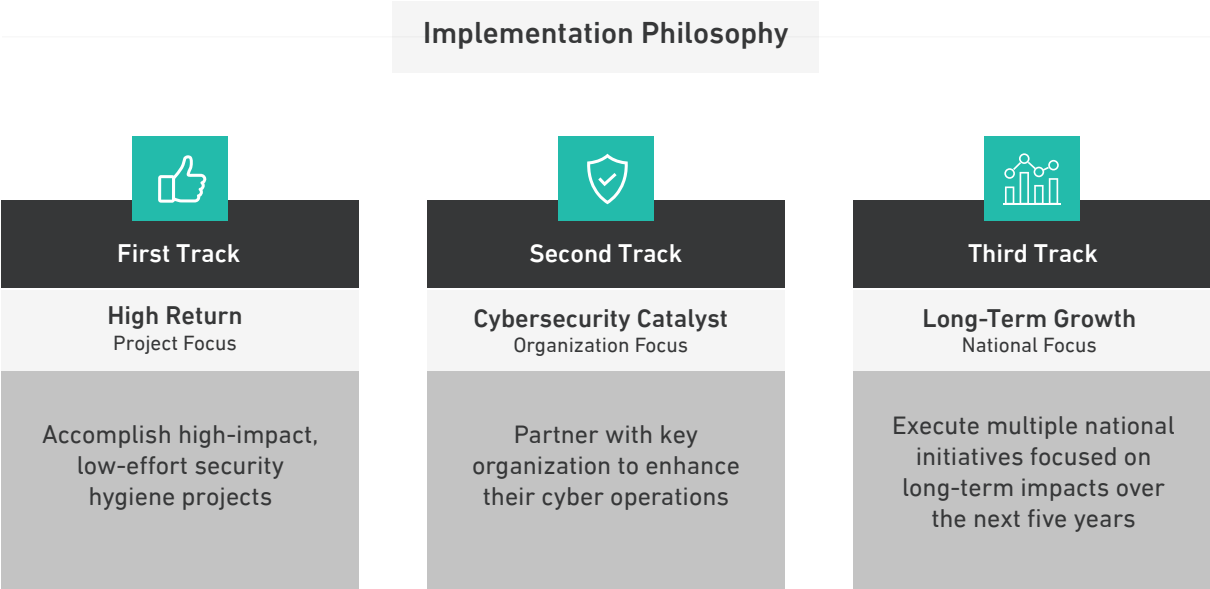 Implementation Philosophy
First Track
High Return
Project Focus
Accomplish high-impact,
low-effort security
hygiene projects
Second Track
Cybersecurity Catalyst
Organization Focus
Partner with key
organization to enhance
their cyber operations
Third Track
Long-Term Growth
National Focus
Execute multiple national
initiatives focused on
long-term impacts over
the next five years